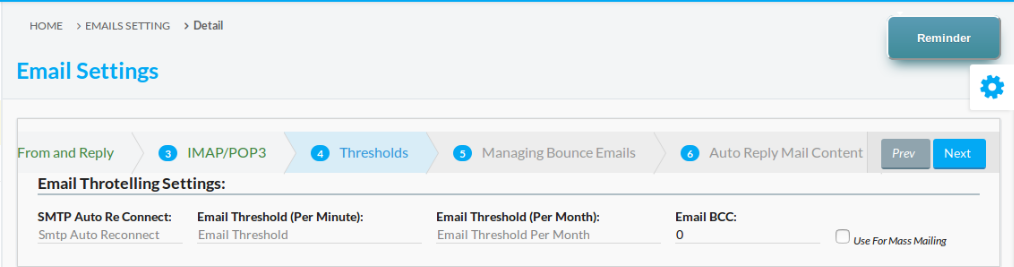 HOME > EMAILS SETTING > Detail
Reminder
Email Settings
From and Reply 3 IMAP/POP3 4 Thresholds 5 Managing Bounce Emails 6 Auto Reply Mail Content Prev Next
Email Throtelling Settings:
SMTP Auto Re Connect: Email Threshold (Per Minute): Email Threshold (Per Month): Email BCC:
Smtp Auto Reconnect Email Threshold Email Threshold Per Month 0 Use For Mass Mailing